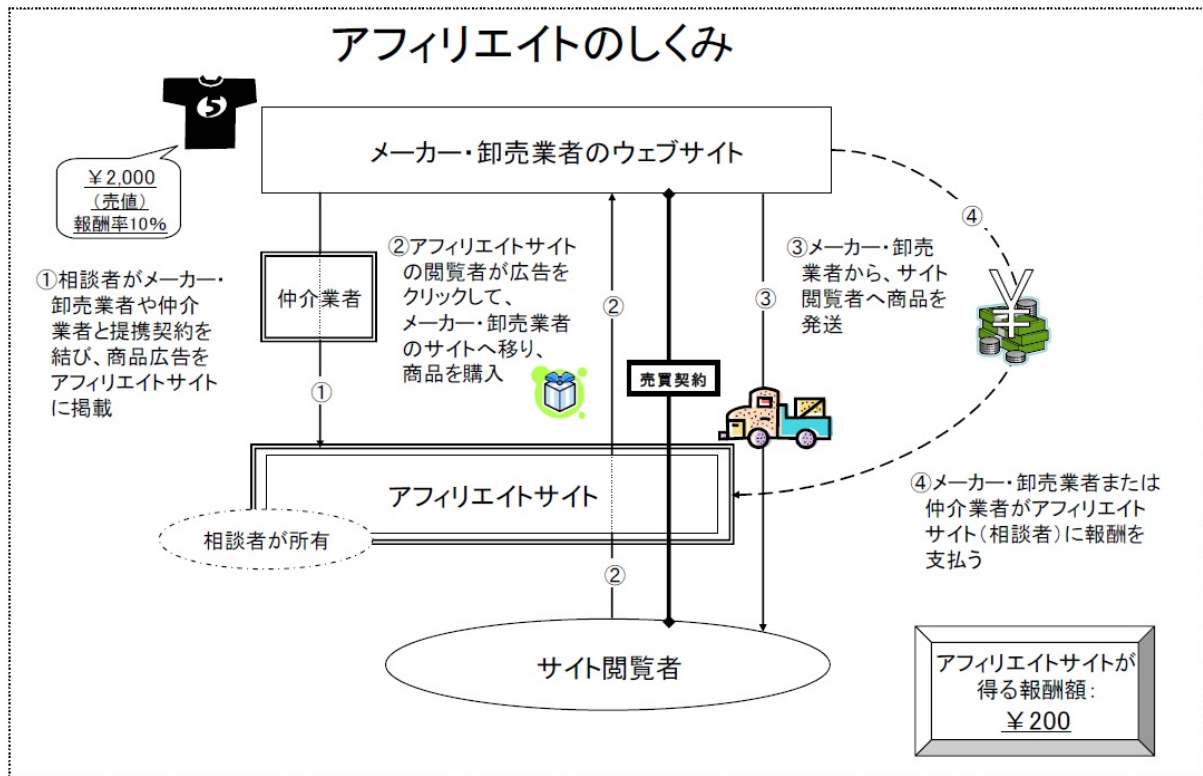 アフィリエイトのしくみ
5
メーカー・卸売業者のウェブサイト
￥2,000
(売値)
報酬率10%
①相談者がメーカー・
卸売業者や仲介
業者と提携契約を
結び、商品広告を
アフィリエイトサイト
に掲載
仲介業者
①
②アフィリエイトサイト
の閲覧者が広告を
クリックして、
メーカー・卸売業者
のサイトへ移り、
商品を購入
②
売買契約
③
③メーカー・卸売
業者から、サイト
閲覧者へ商品を
発送
④
￥
アフィリエイトサイト
相談者が所有
④メーカー・卸売業者または
仲介業者がアフィリエイト
サイト(相談者)に報酬を
支払う
②
サイト閲覧者
アフィリエイトサイトが
得る報酬額:
￥200